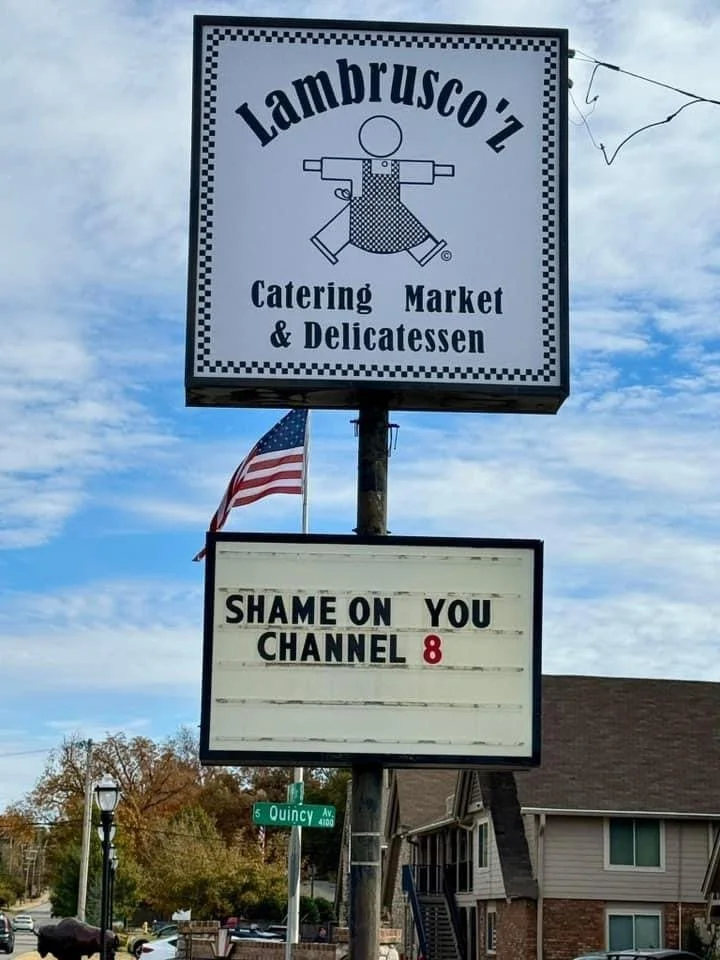 Lambrusco'z
©
Catering Market
& Delicatessen
SHAME ON YOU
CHANNEL 8
S Quincy Av.
4100